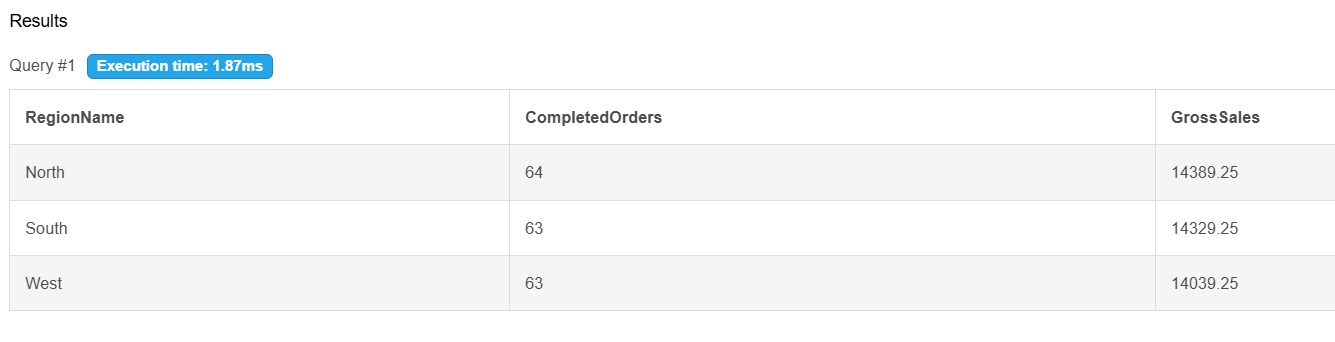 Results
Query #1 Execution time: 1.87ms
RegionName CompletedOrders GrossSales
North 64 14389.25
South 63 14329.25
West 63 14039.25